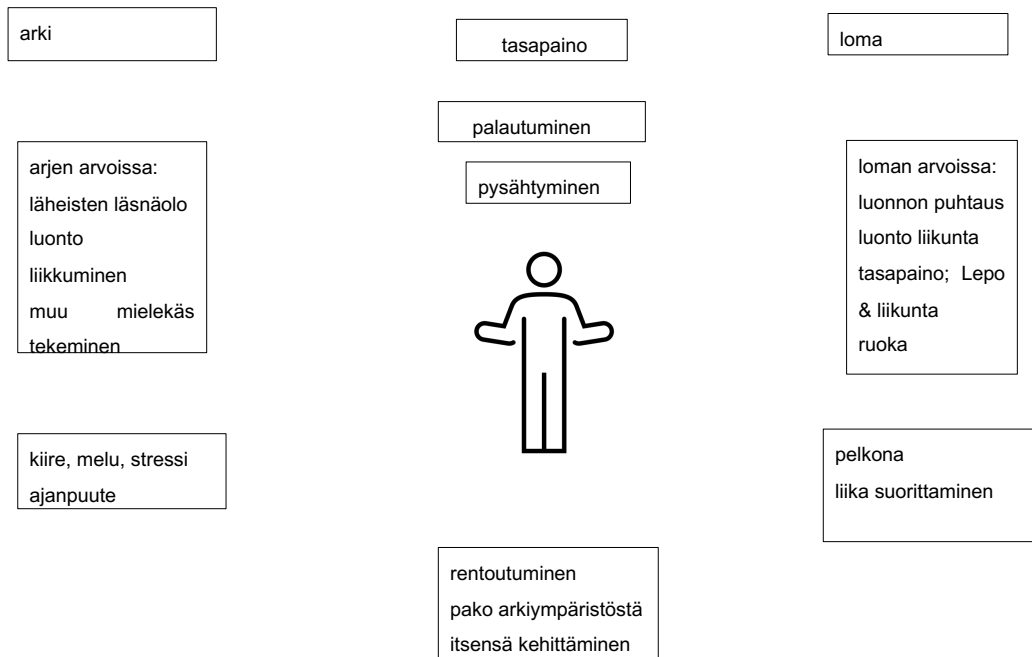 arki
tasapaino
loma
palautuminen
pysähtyminen
arjen arvoissa:
läheisten läsnäolo
luonto
liikkuminen
muu mielekäs
tekeminen
loman arvoissa:
luonnon puhtaus
luonto liikunta
tasapaino; Lepo
& liikunta
ruoka
kiire, melu, stressi
ajanpuute
pelkona
liika suorittaminen
rentoutuminen
pako arkiympäristöstä
itsensä kehittäminen